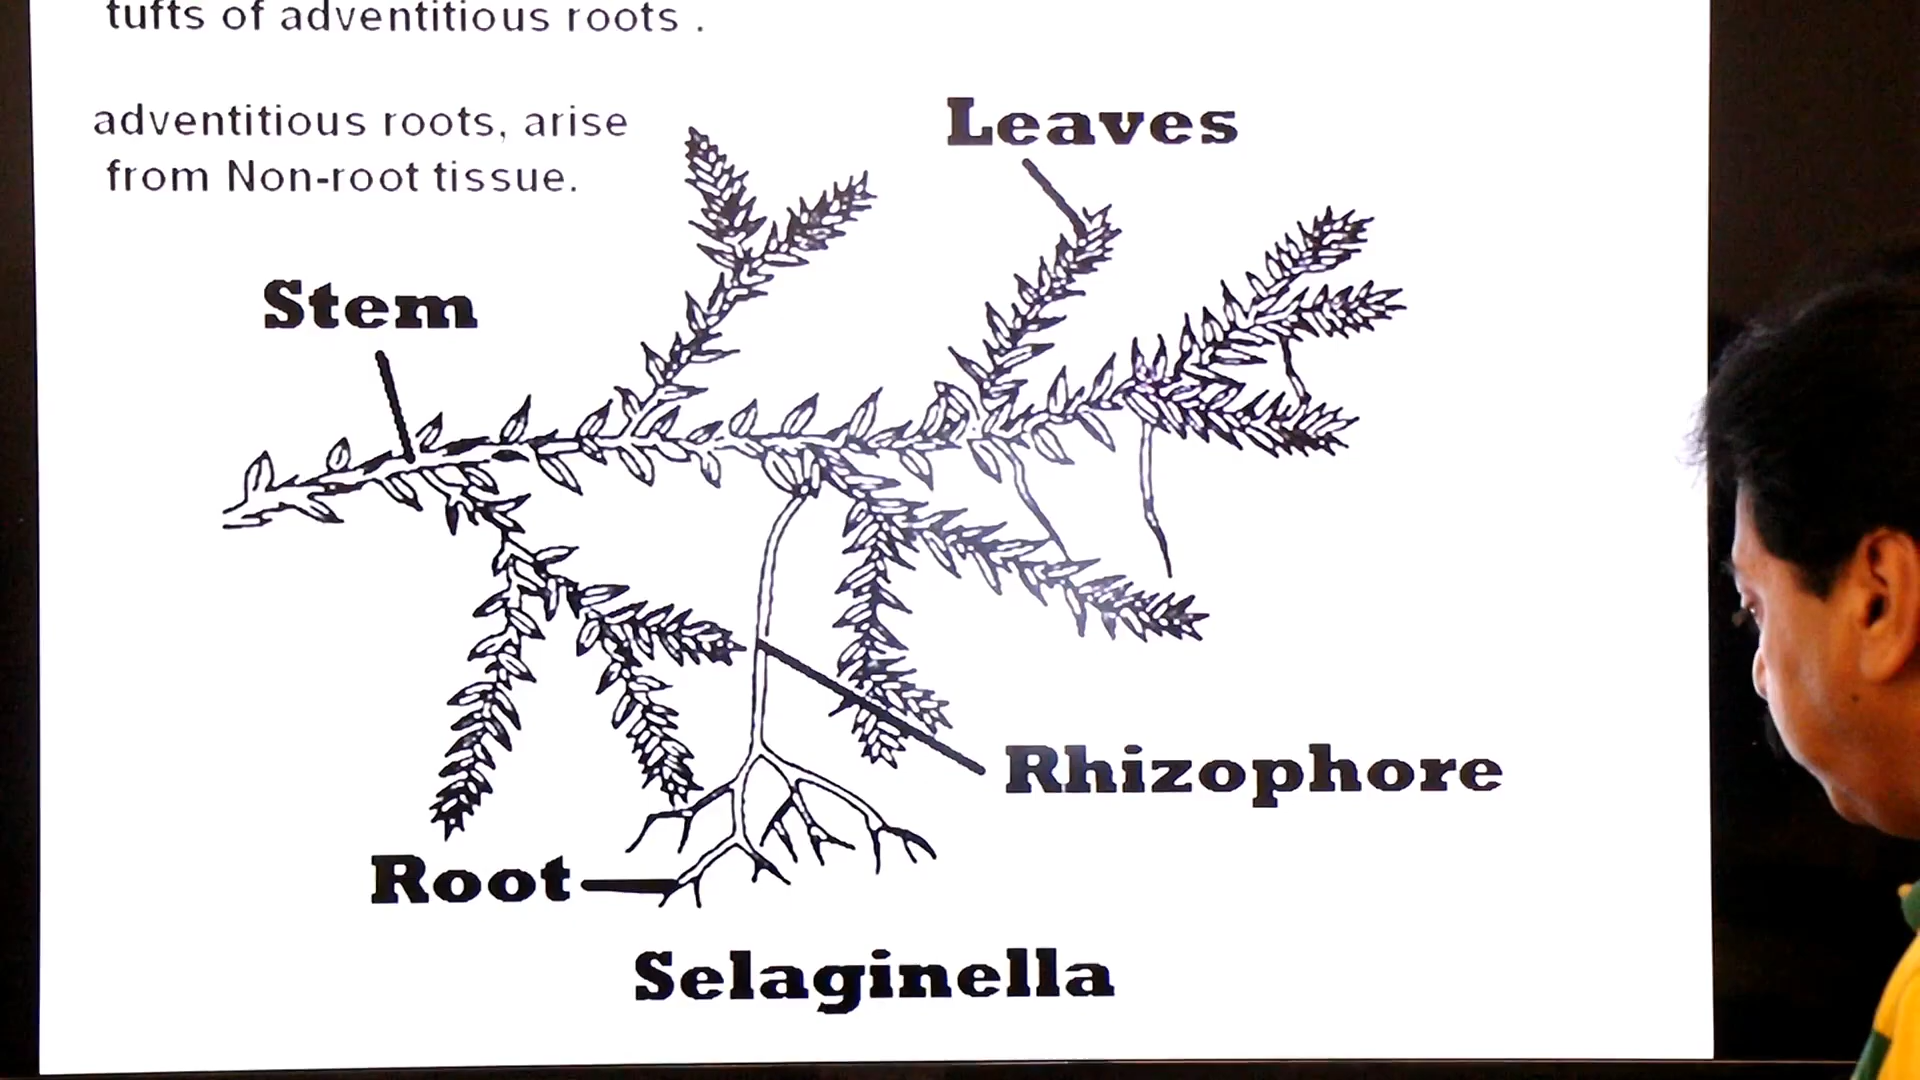 tufts of adventitious roots .
adventitious roots, arise
from Non-root tissue.
Leaves
Stem
Rhizophore
Root
Selaginella